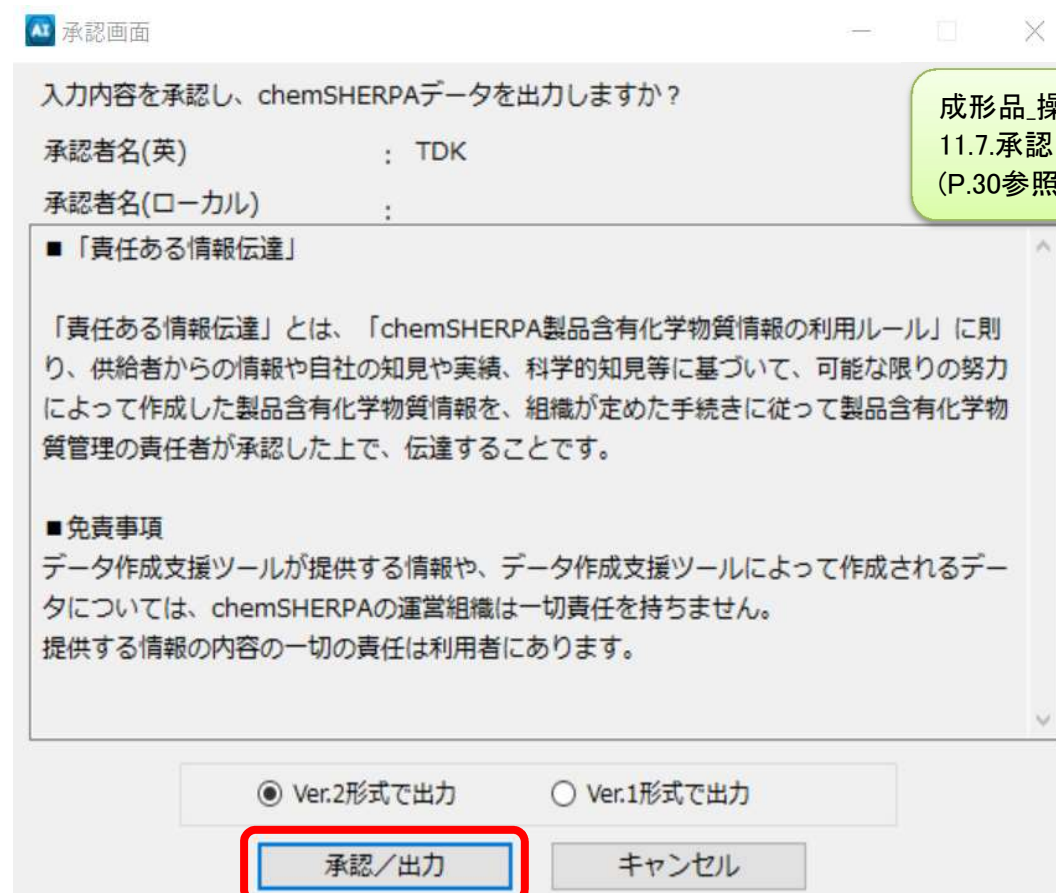 AI 承認画面
入力内容を承認し、chemSHERPAデータを出力しますか？
成形品_操
11.7.承認
(P.30参照
承認者名(英) : TDK
承認者名(ローカル) :
■「責任ある情報伝達」
「責任ある情報伝達」とは、「chemSHERPA製品含有化学物質情報の利用ルール」に則
り、供給者からの情報や自社の知見や実績、科学的知見等に基づいて、可能な限りの努力
によって作成した製品含有化学物質情報を、組織が定めた手続きに従って製品含有化学物
質管理の責任者が承認した上で、伝達することです。
■免責事項
データ作成支援ツールが提供する情報や、データ作成支援ツールによって作成されるデー
タについては、chemSHERPAの運営組織は一切責任を持ちません。
提供する情報の内容の一切の責任は利用者にあります。
Ver.2形式で出力 Ver.1形式で出力
承認／出力 キャンセル